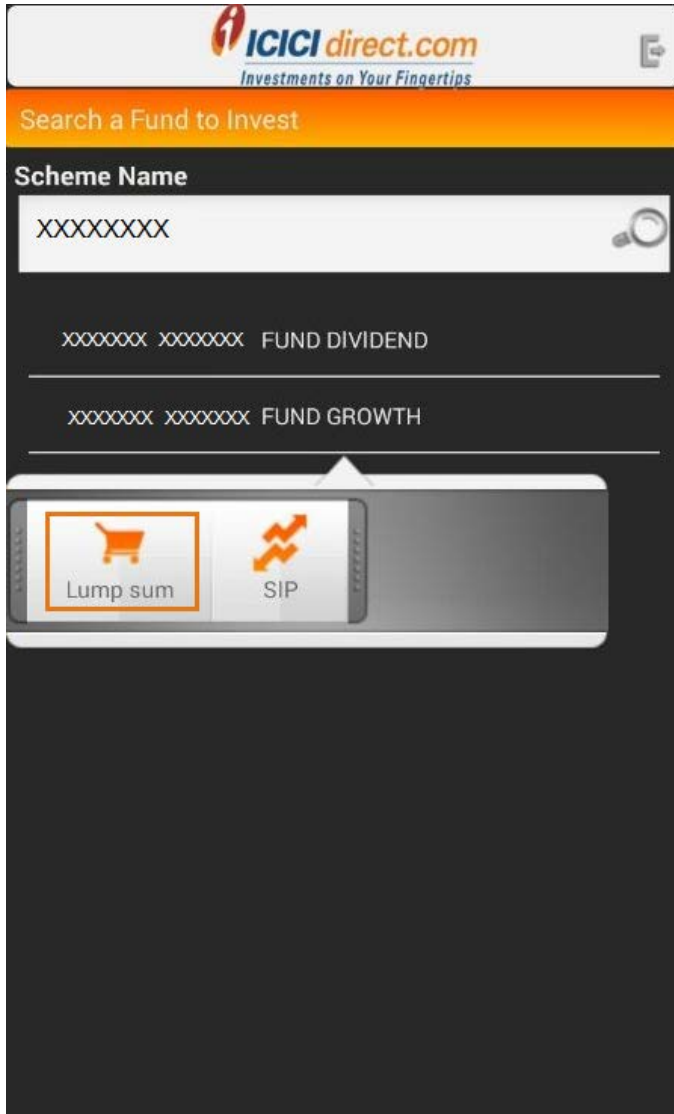 ICICI direct.com
Investments on Your Fingertips
Search a Fund to Invest
Scheme Name
XXXXXXXX
XXXXXXX XXXXXXX FUND DIVIDEND
XXXXXXX XXXXXXX FUND GROWTH
Lump sum SIP